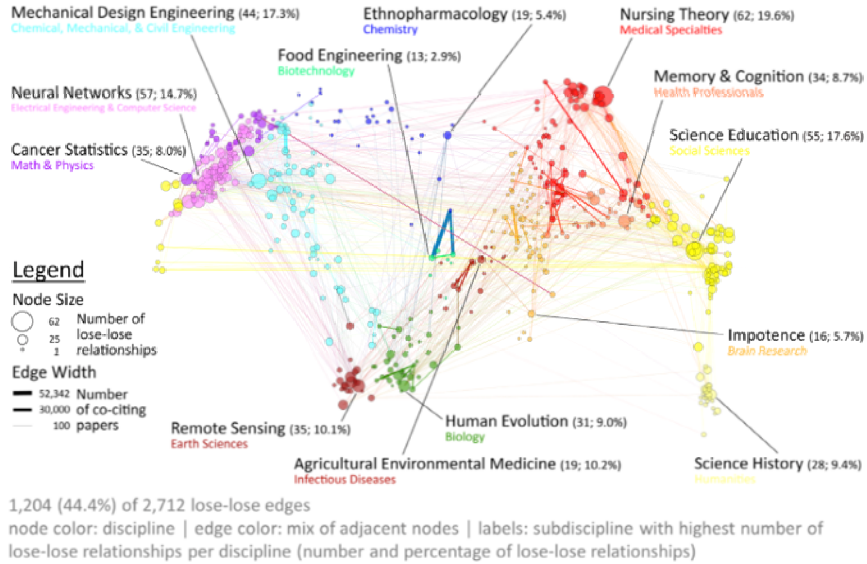 Mechanical Design Engineering (44; 17.3%)
Chemical, Mechanical, & Civil Engineering
Ethnopharmacology (19; 5.4%)
Chemistry
Nursing Theory (62; 19.6%)
Medical Specialties
Food Engineering (13; 2.9%)
Biotechnology
Memory & Cognition (34; 8.7%)
Health Professionals
Neural Networks (57; 14.7%)
Electrical Engineering & Computer Science
Science Education (55; 17.6%)
Social Sciences
Cancer Statistics (35; 8.0%)
Math & Physics
Legend
Node Size
62 Number of
25 lose-lose
1 relationships
Edge Width
52,342 Number
30,000 of co-citing
100 papers
Impotence (16; 5.7%)
Brain Research
Remote Sensing (35; 10.1%)
Earth Sciences
Human Evolution (31; 9.0%)
Biology
Agricultural Environmental Medicine (19; 10.2%)
Infectious Diseases
Science History (28; 9.4%)
Humanities
1,204 (44.4%) of 2,712 lose-lose edges
node color: discipline | edge color: mix of adjacent nodes | labels: subdiscipline with highest number of
lose-lose relationships per discipline (number and percentage of lose-lose relationships)